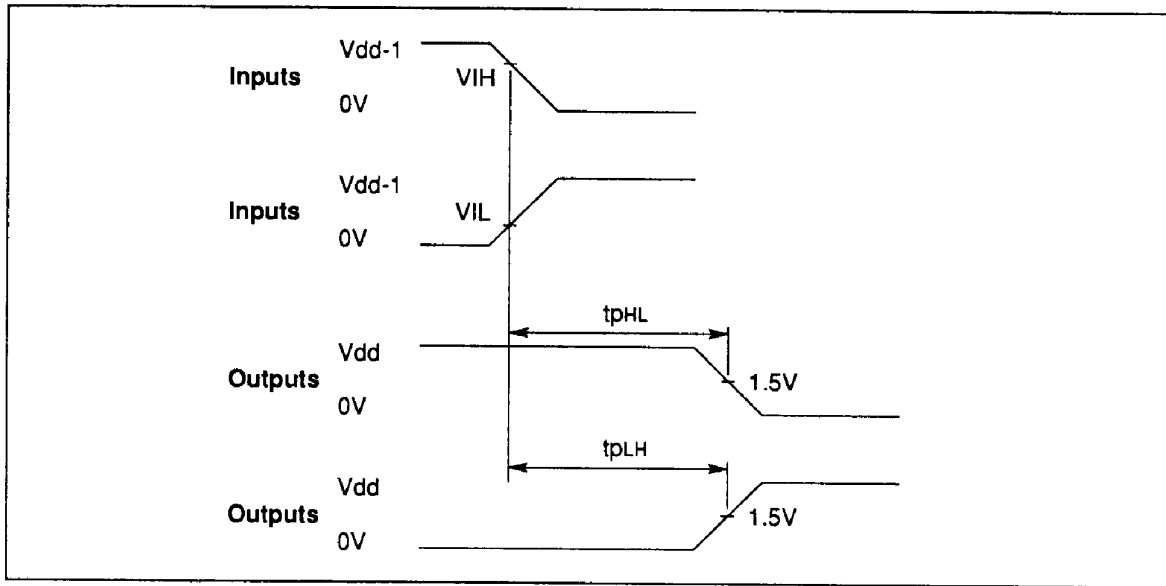 Vdd-1
Inputs
VIH
0V
Vdd-1
Inputs
VIL
0V
tpHL
Vdd
Outputs
1.5V
0V
tpLH
Vdd
Outputs
1.5V
0V